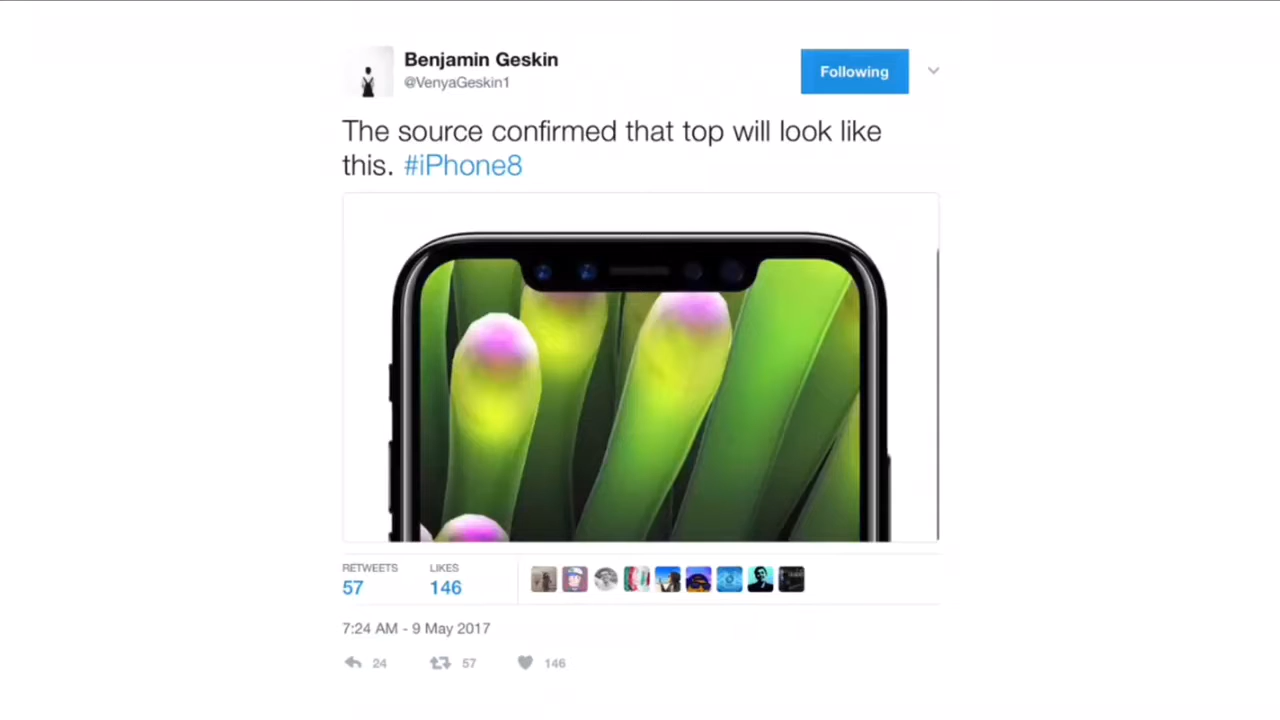 Benjamin Geskin
@VenyaGeskin1
Following
The source confirmed that top will look like
this. #iPhone8
RETWEETS LIKES
57 146
7:24 AM - 9 May 2017
24 57 146